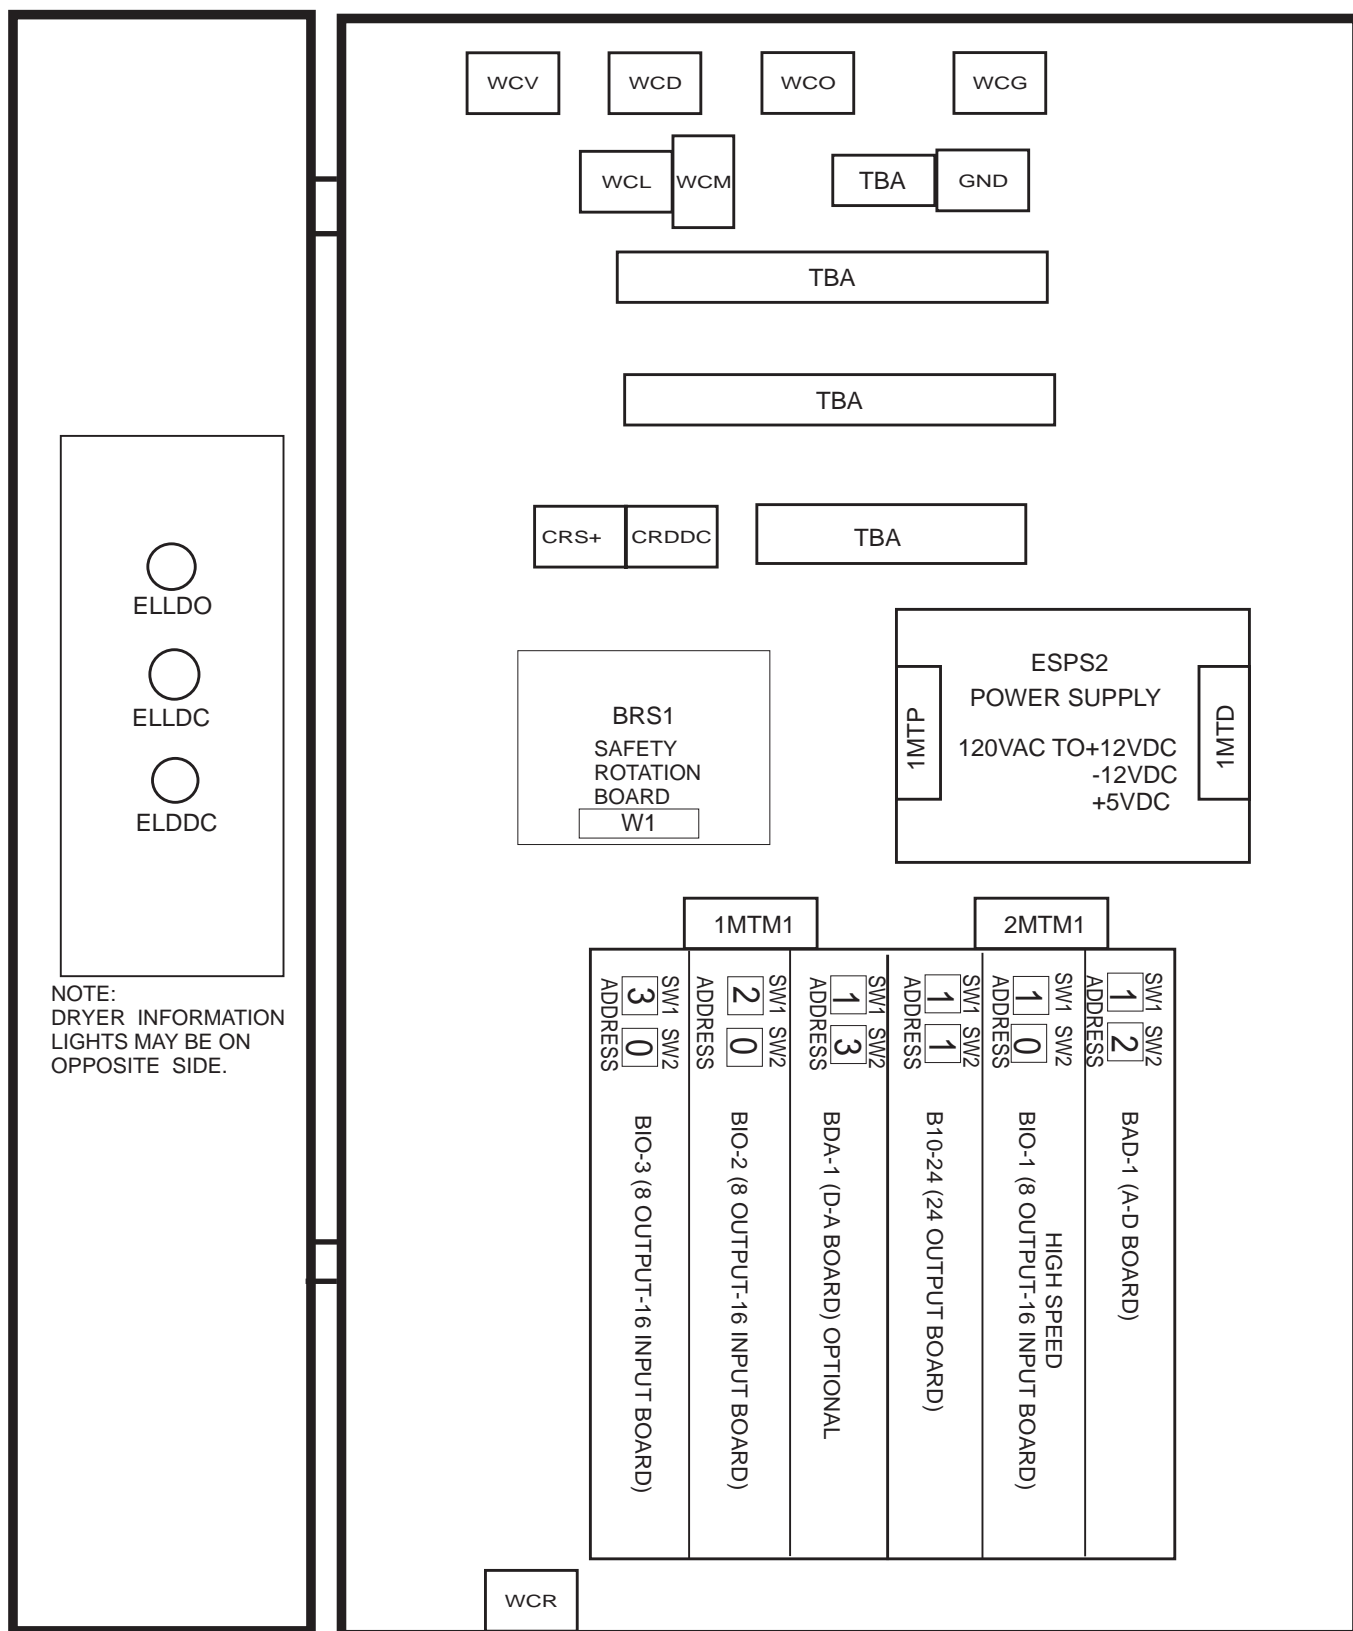 WCV
WCD
WCO
WCG
WCL
WCM
TBA
GND
TBA
TBA
CRS+
CRDDC
TBA
ELLDO
ELLDC
ELDDC
NOTE:
DRYER INFORMATION
LIGHTS MAY BE ON
OPPOSITE SIDE.
BRS1
SAFETY
ROTATION
BOARD
W1
ESPS2
POWER SUPPLY
120VAC TO+12VDC
-12VDC
+5VDC
1MTP
1MTD
1MTM1
2MTM1
SW1 SW2
3 0
ADDRESS
BIO-3 (8 OUTPUT-16 INPUT BOARD)
SW1 SW2
2 0
ADDRESS
BIO-2 (8 OUTPUT-16 INPUT BOARD)
SW1 SW2
1 3
ADDRESS
BDA-1 (D-A BOARD) OPTIONAL
SW1 SW2
1 1
ADDRESS
B10-24 (24 OUTPUT BOARD)
SW1 SW2
1 0
ADDRESS
HIGH SPEED
BIO-1 (8 OUTPUT-16 INPUT BOARD)
SW1 SW2
1 2
ADDRESS
BAD-1 (A-D BOARD)
WCR